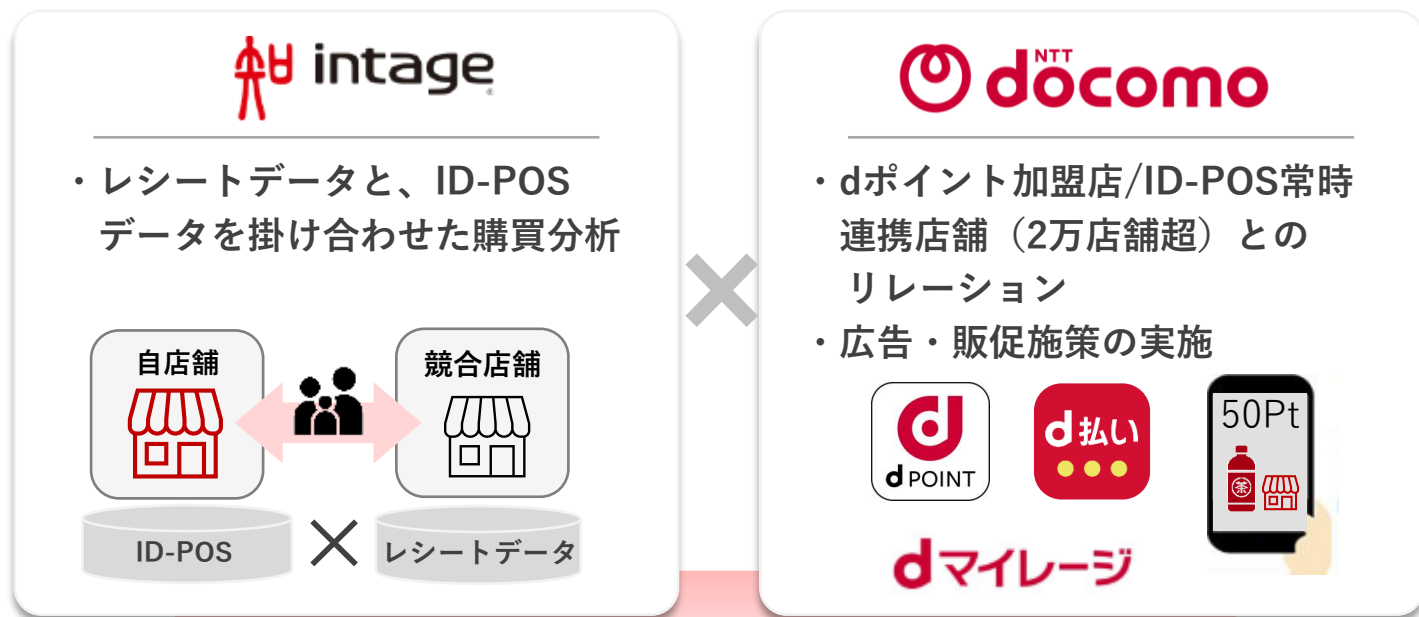 intage
・レシートデータと、ID-POS
データを掛け合わせた購買分析
自店舗
競合店舗
ID-POS
レシートデータ
×
NTT
docomo
・dポイント加盟店/ID-POS常時
連携店舗（2万店舗超）との
リレーション
・広告・販促施策の実施
d POINT
d払い
50Pt
茶
dマイレージ